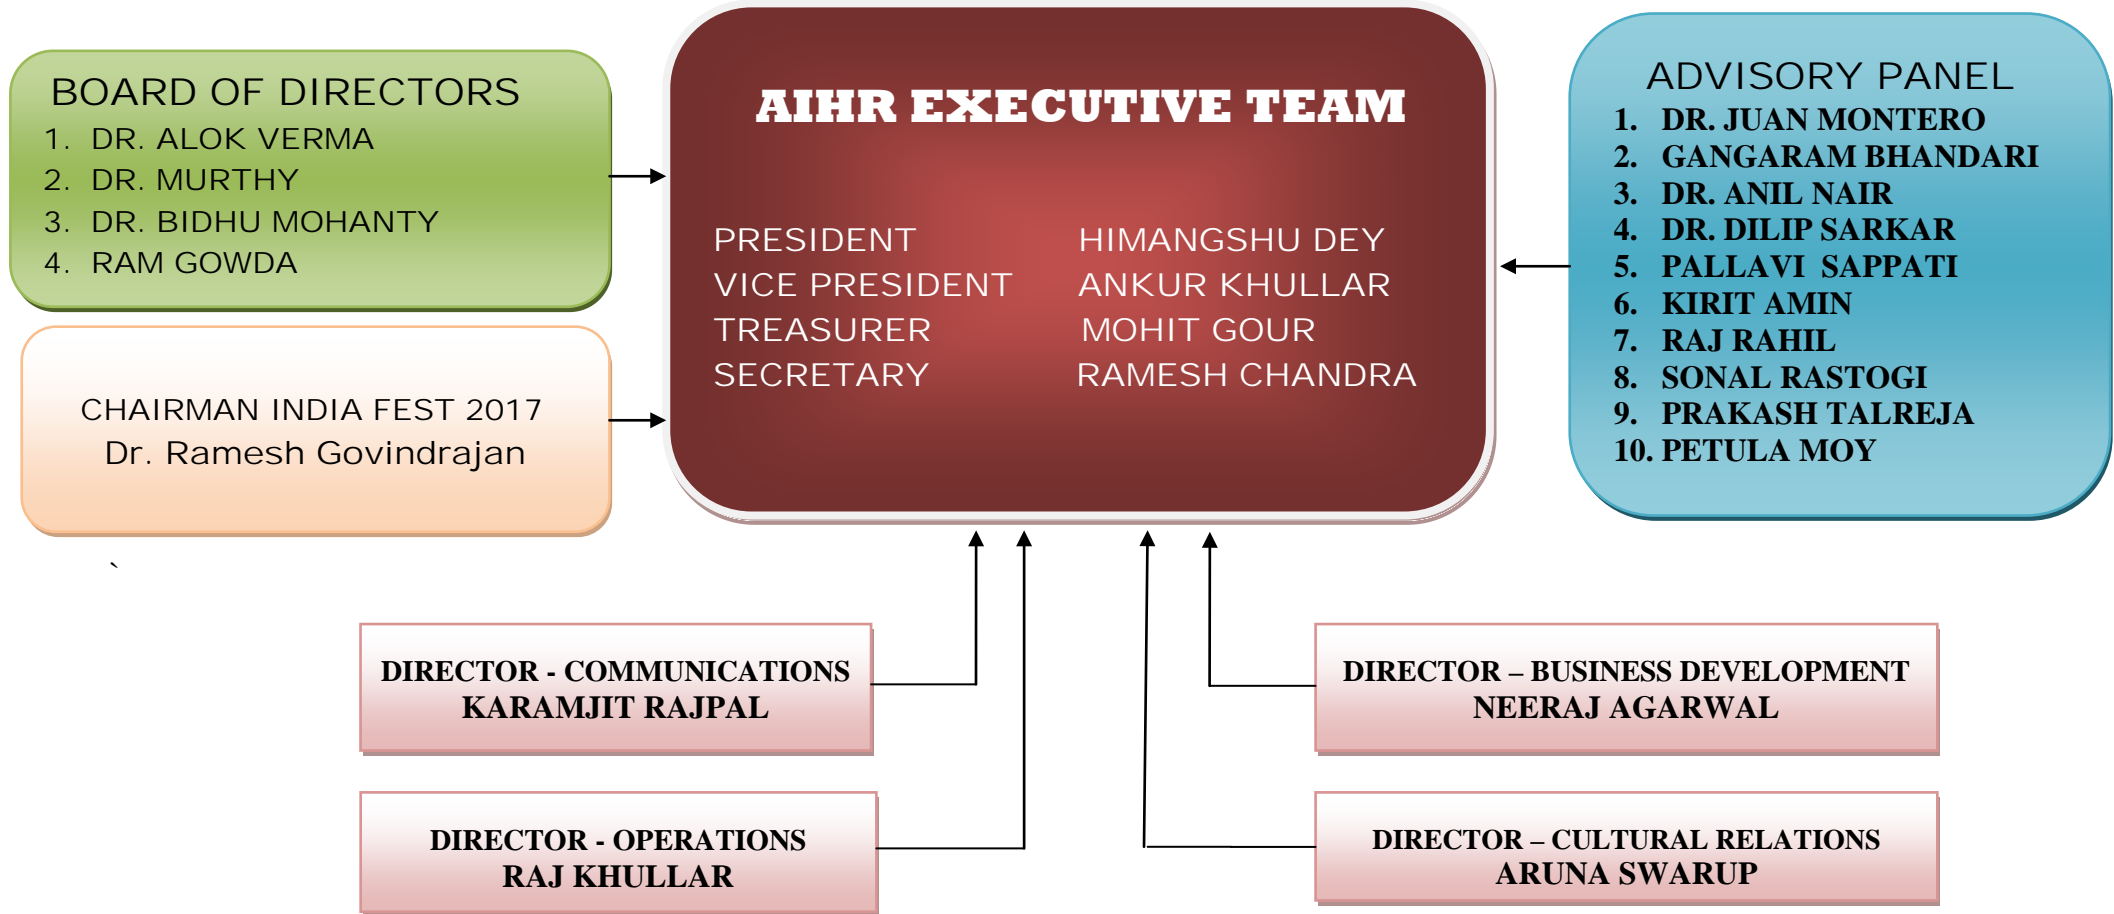 BOARD OF DIRECTORS
1. DR. ALOK VERMA
2. DR. MURTHY
3. DR. BIDHU MOHANTY
4. RAM GOWDA
CHAIRMAN INDIA FEST 2017
Dr. Ramesh Govindrajan
`
AIHR EXECUTIVE TEAM
PRESIDENT HIMANGSHU DEY
VICE PRESIDENT ANKUR KHULLAR
TREASURER MOHIT GOUR
SECRETARY RAMESH CHANDRA
ADVISORY PANEL
1. DR. JUAN MONTERO
2. GANGARAM BHANDARI
3. DR. ANIL NAIR
4. DR. DILIP SARKAR
5. PALLAVI SAPPATI
6. KIRIT AMIN
7. RAJ RAHIL
8. SONAL RASTOGI
9. PRAKASH TALREJA
10. PETULA MOY
DIRECTOR - COMMUNICATIONS
KARAMJIT RAJPAL
DIRECTOR – BUSINESS DEVELOPMENT
NEERAJ AGARWAL
DIRECTOR - OPERATIONS
RAJ KHULLAR
DIRECTOR – CULTURAL RELATIONS
ARUNA SWARUP